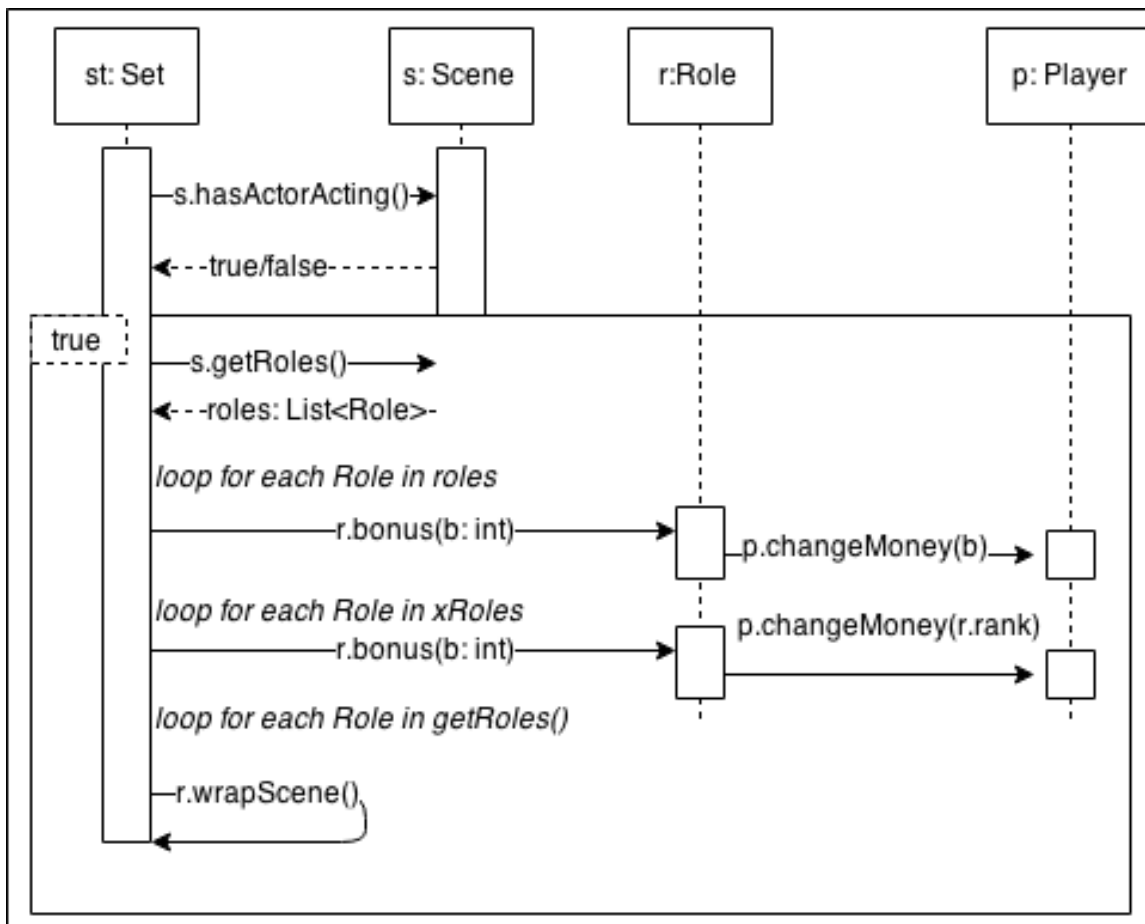 st: Set
s: Scene
r:Role
p: Player
s.hasActorActing()
true/false
true
s.getRoles()
roles: List<Role>
loop for each Role in roles
r.bonus(b: int)
p.changeMoney(b)
loop for each Role in xRoles
r.bonus(b: int)
p.changeMoney(r.rank)
loop for each Role in getRoles()
r.wrapScene()